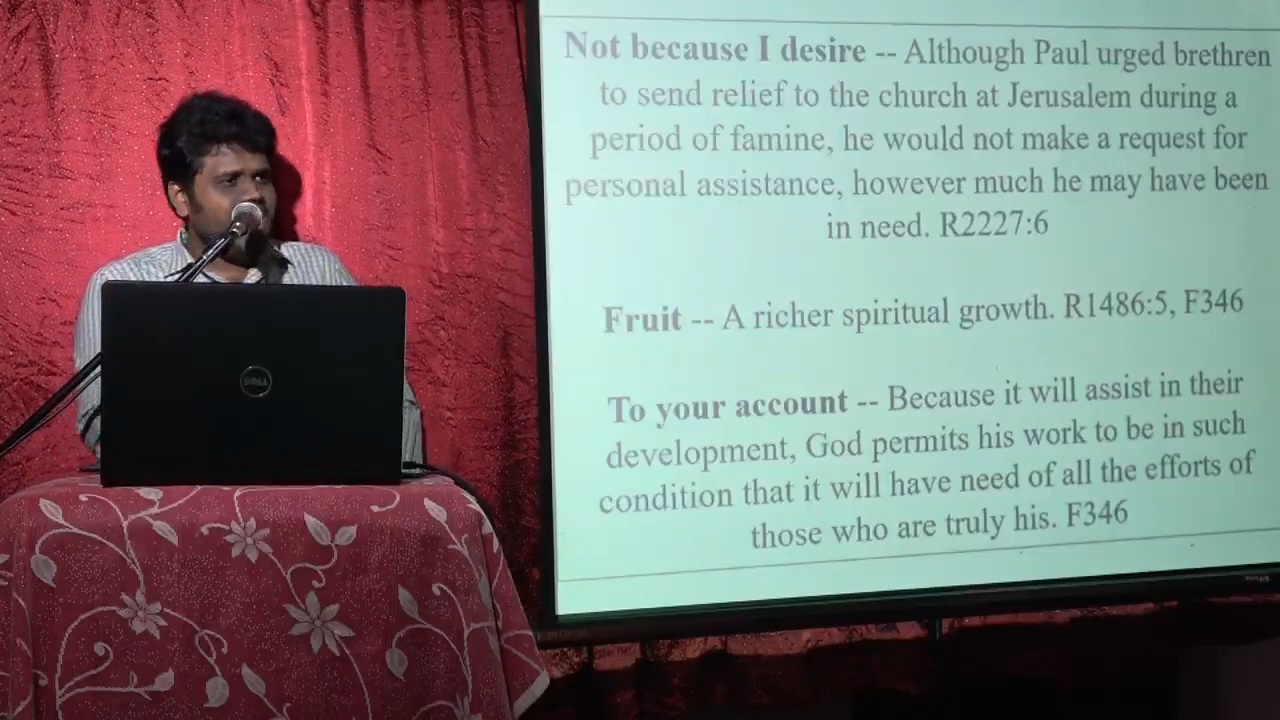 Not because I desire -- Although Paul urged brethren
to send relief to the church at Jerusalem during a
period of famine, he would not make a request for
personal assistance, however much he may have been
in need. R2227:6
Fruit -- A richer spiritual growth. R1486:5, F346
To your account -- Because it will assist in their
development, God permits his work to be in such
condition that it will have need of all the efforts of
those who are truly his. F346
DELL